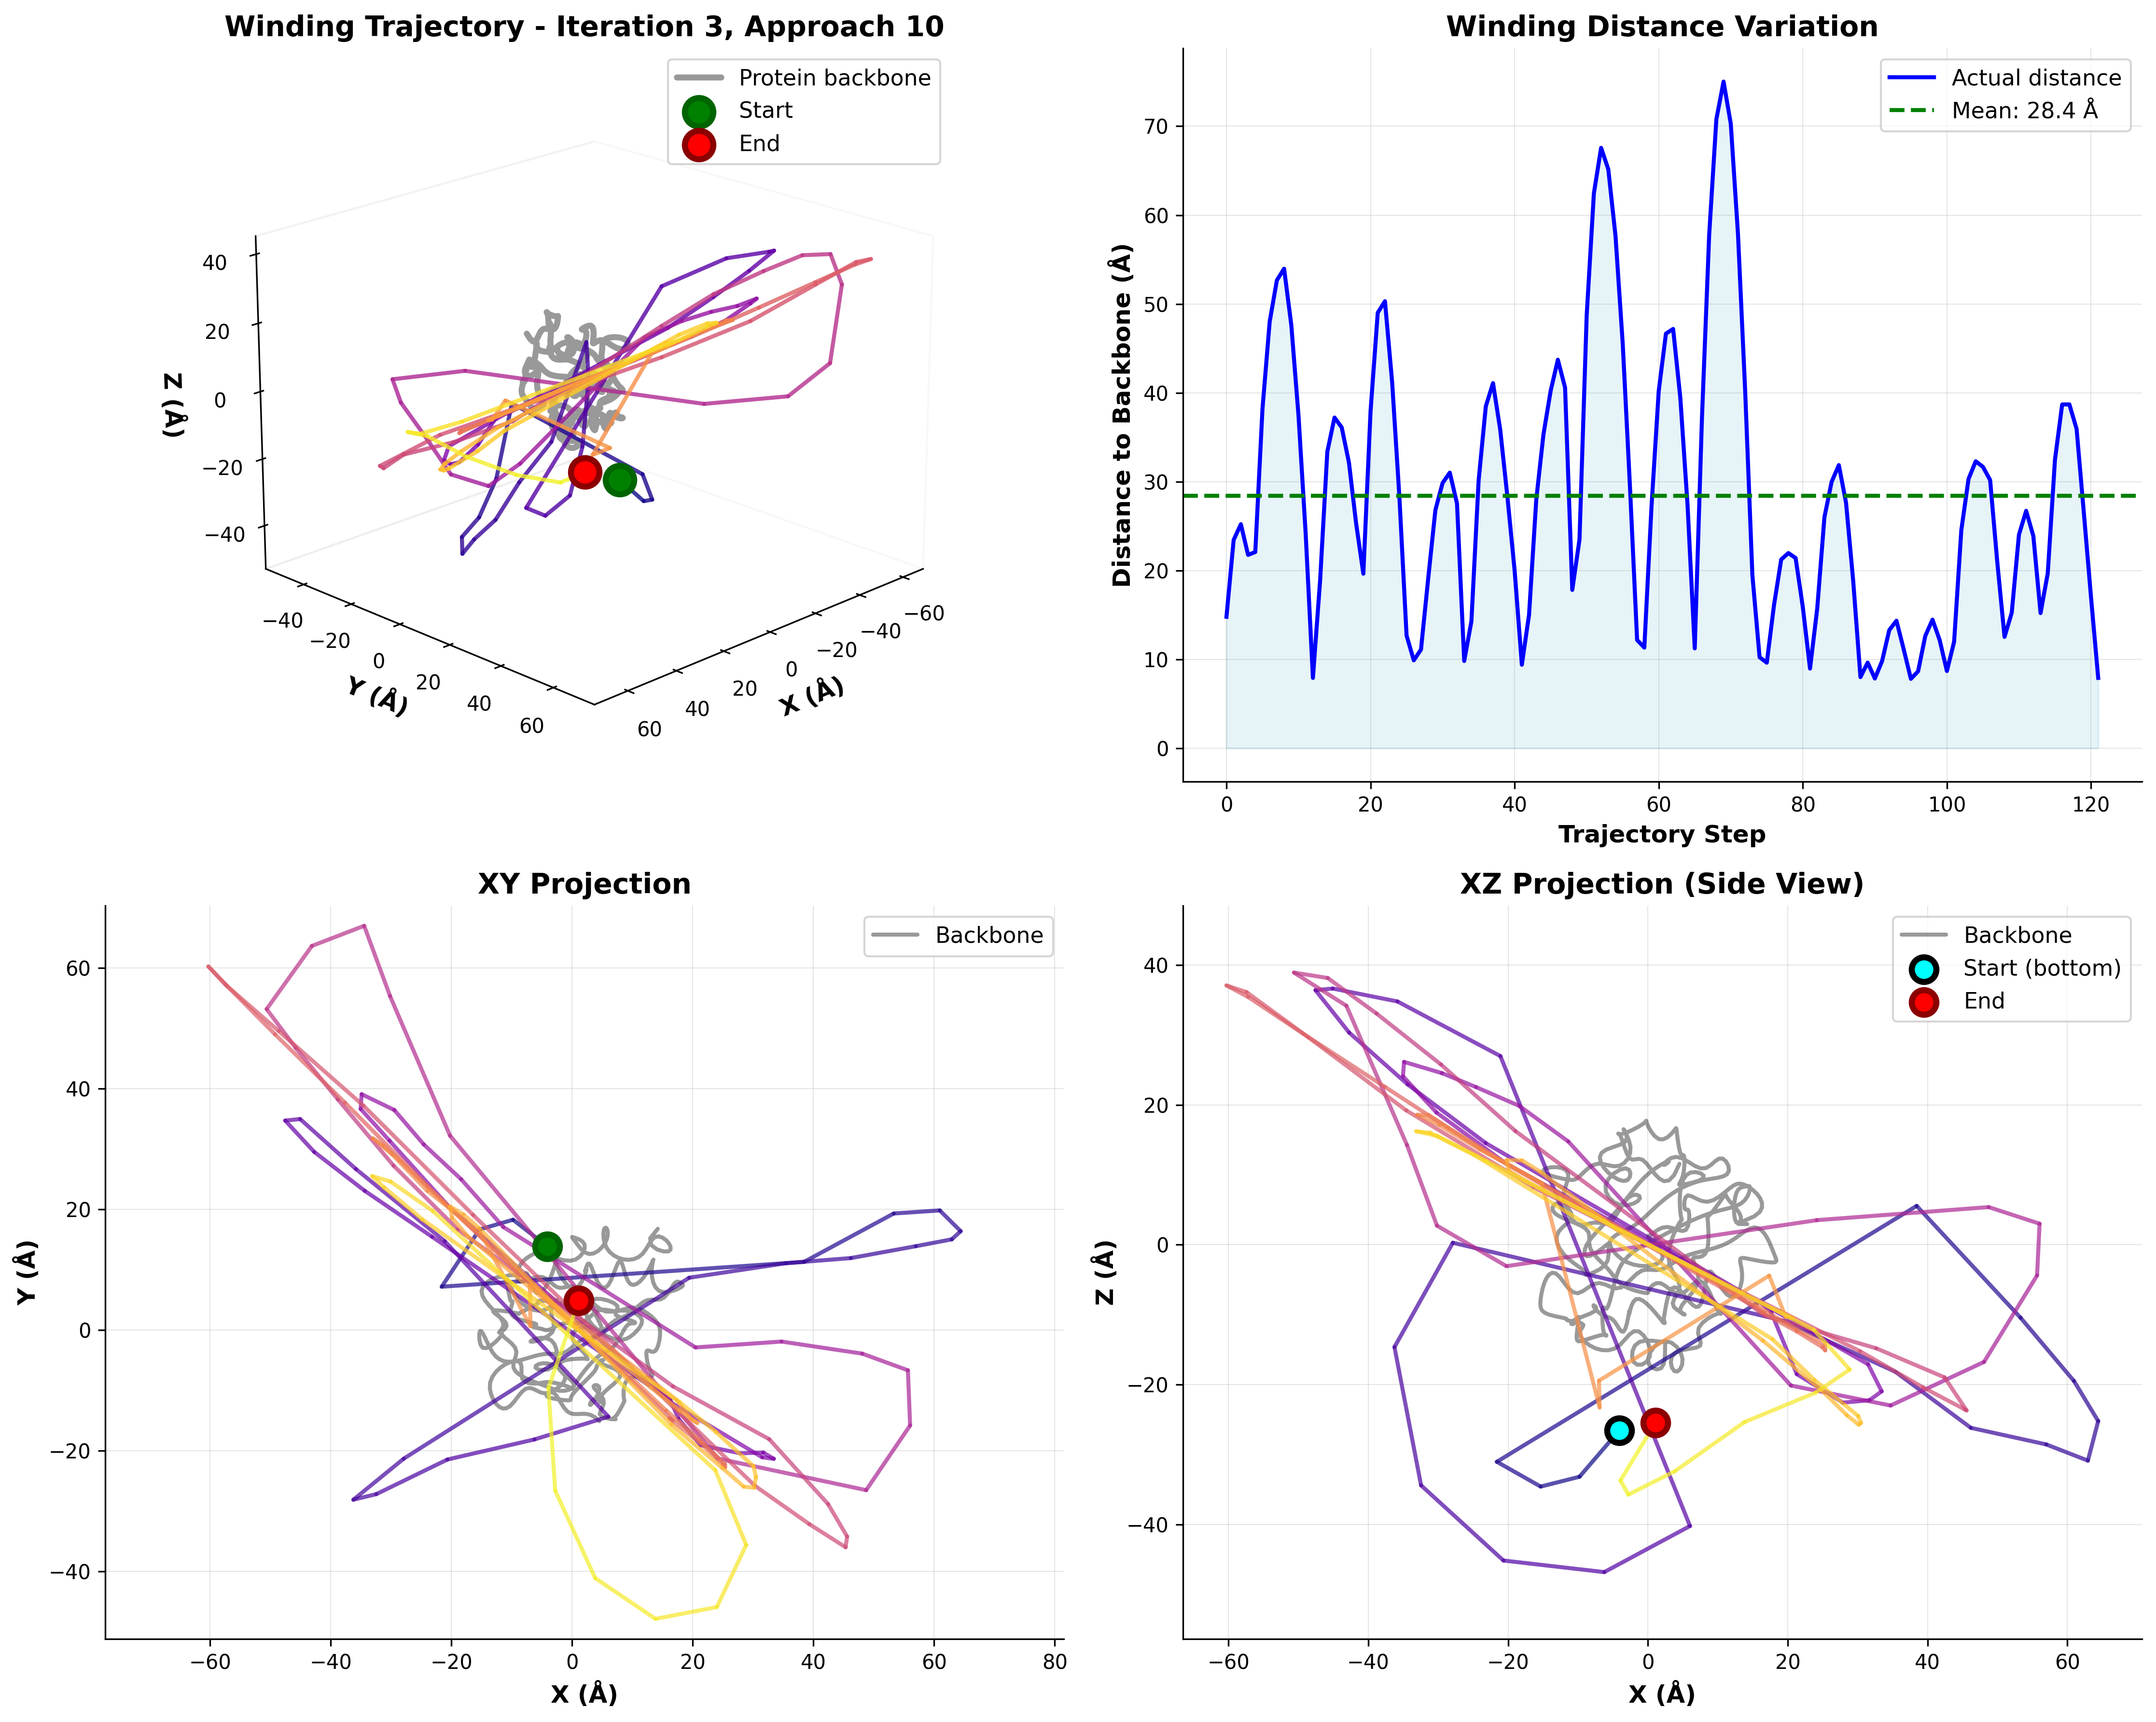 Winding Trajectory - Iteration 3, Approach 10
Protein backbone
Start
End
40
20
0
−20
−40
Z (Å)
−40
−20
0
20
40
60
Y (Å)
60
40
20
0
−20
−40
−60
X (Å)
Winding Distance Variation
Actual distance
Mean: 28.4 Å
70
60
50
40
30
20
10
0
Distance to Backbone (Å)
0
20
40
60
80
100
120
Trajectory Step
XY Projection
Backbone
60
40
20
0
−20
−40
Y (Å)
−60
−40
−20
0
20
40
60
80
X (Å)
XZ Projection (Side View)
Backbone
Start (bottom)
End
40
20
0
−20
−40
Z (Å)
−60
−40
−20
0
20
40
60
X (Å)